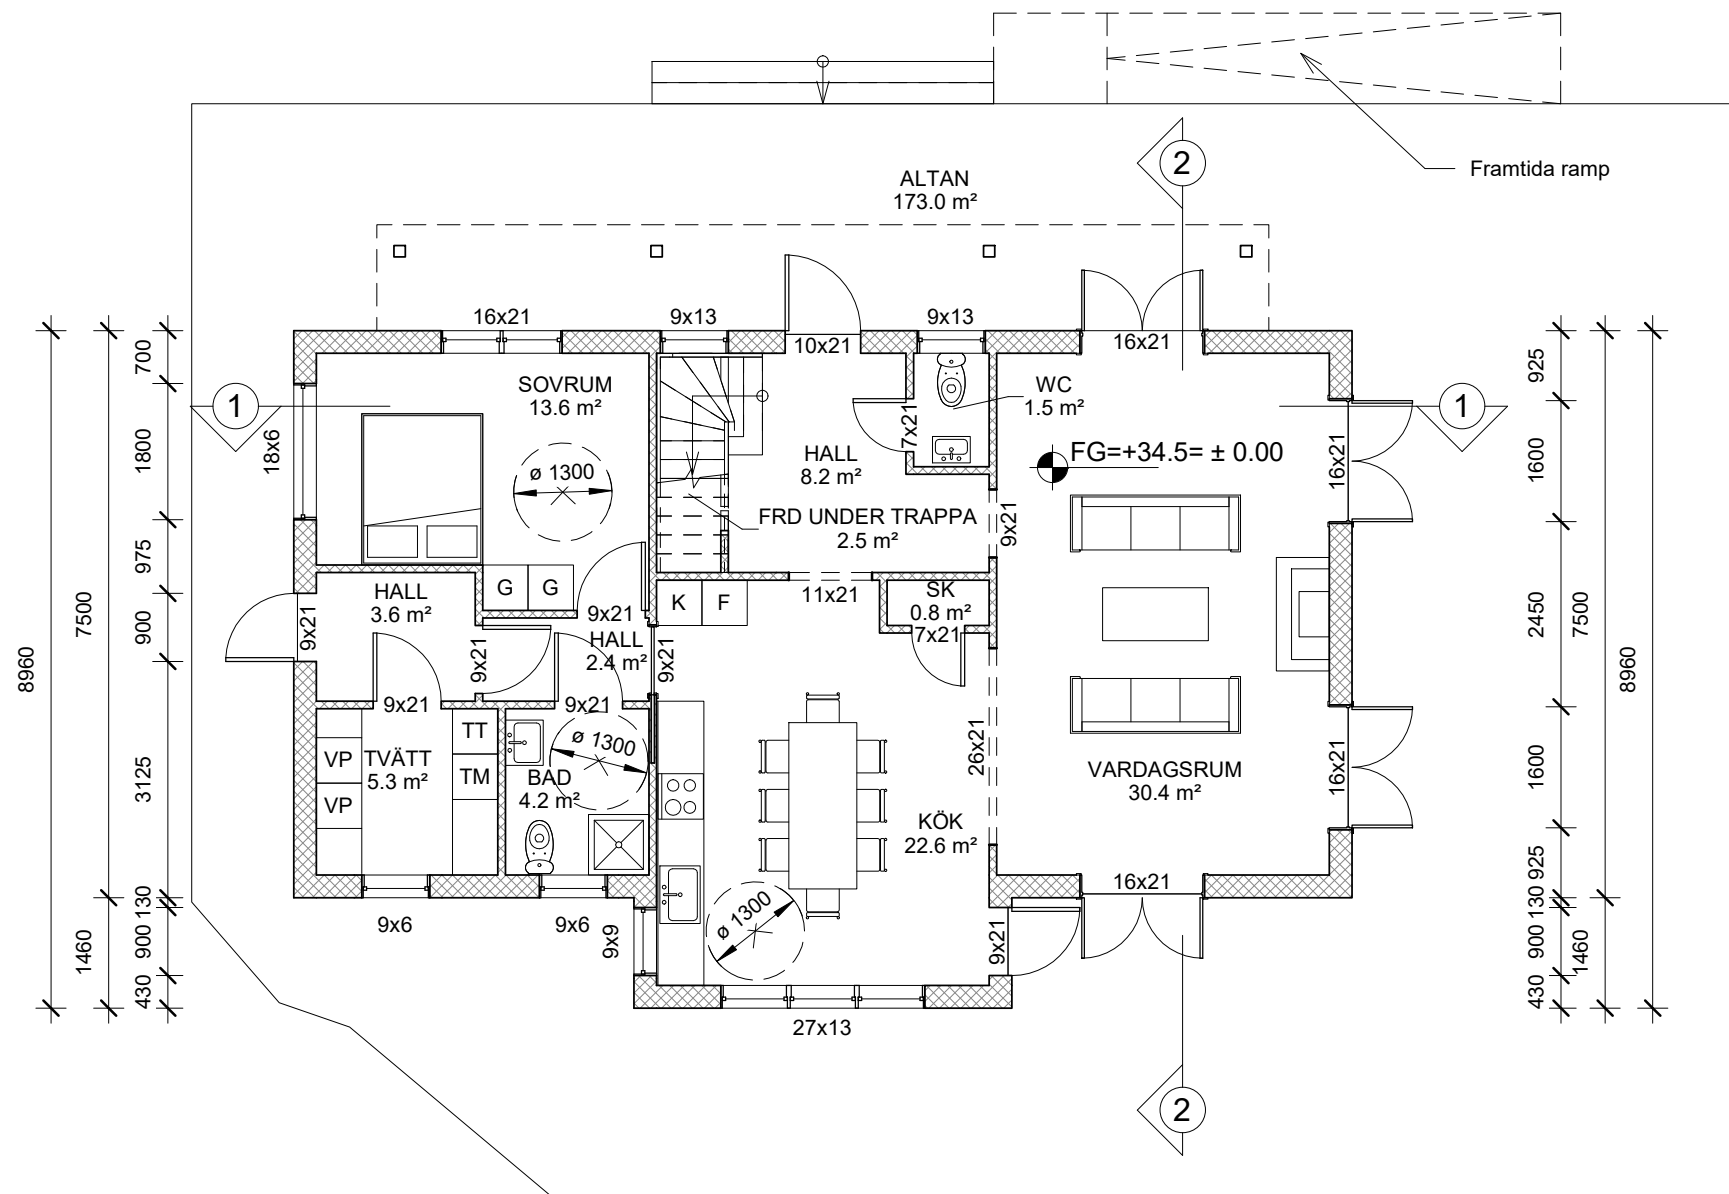 2
Framtida ramp
ALTAN
173.0 m²
16x21
9x13
10x21
9x13
16x21
700
1800
975
900
3125
130
900
430
7500
1460
8960
1
18x6
SOVRUM
13.6 m²
ø 1300
G
G
9x21
WC
1.5 m²
7x21
HALL
8.2 m²
FG=+34.5= ± 0.00
1
16x21
925
1600
2450
1600
925
130
900
430
7500
1460
8960
FRD UNDER TRAPPA
2.5 m²
9x21
HALL
3.6 m²
9x21
9x21
K
F
11x21
SK
0.8 m²
7x21
HALL
2.4 m²
9x21
9x21
9x21
TT
TM
VP
VP
TVÄTT
5.3 m²
ø 1300
BAD
4.2 m²
26x21
VARDAGSRUM
30.4 m²
16x21
KÖK
22.6 m²
ø 1300
16x21
9x6
9x6
9x9
9x21
27x13
2